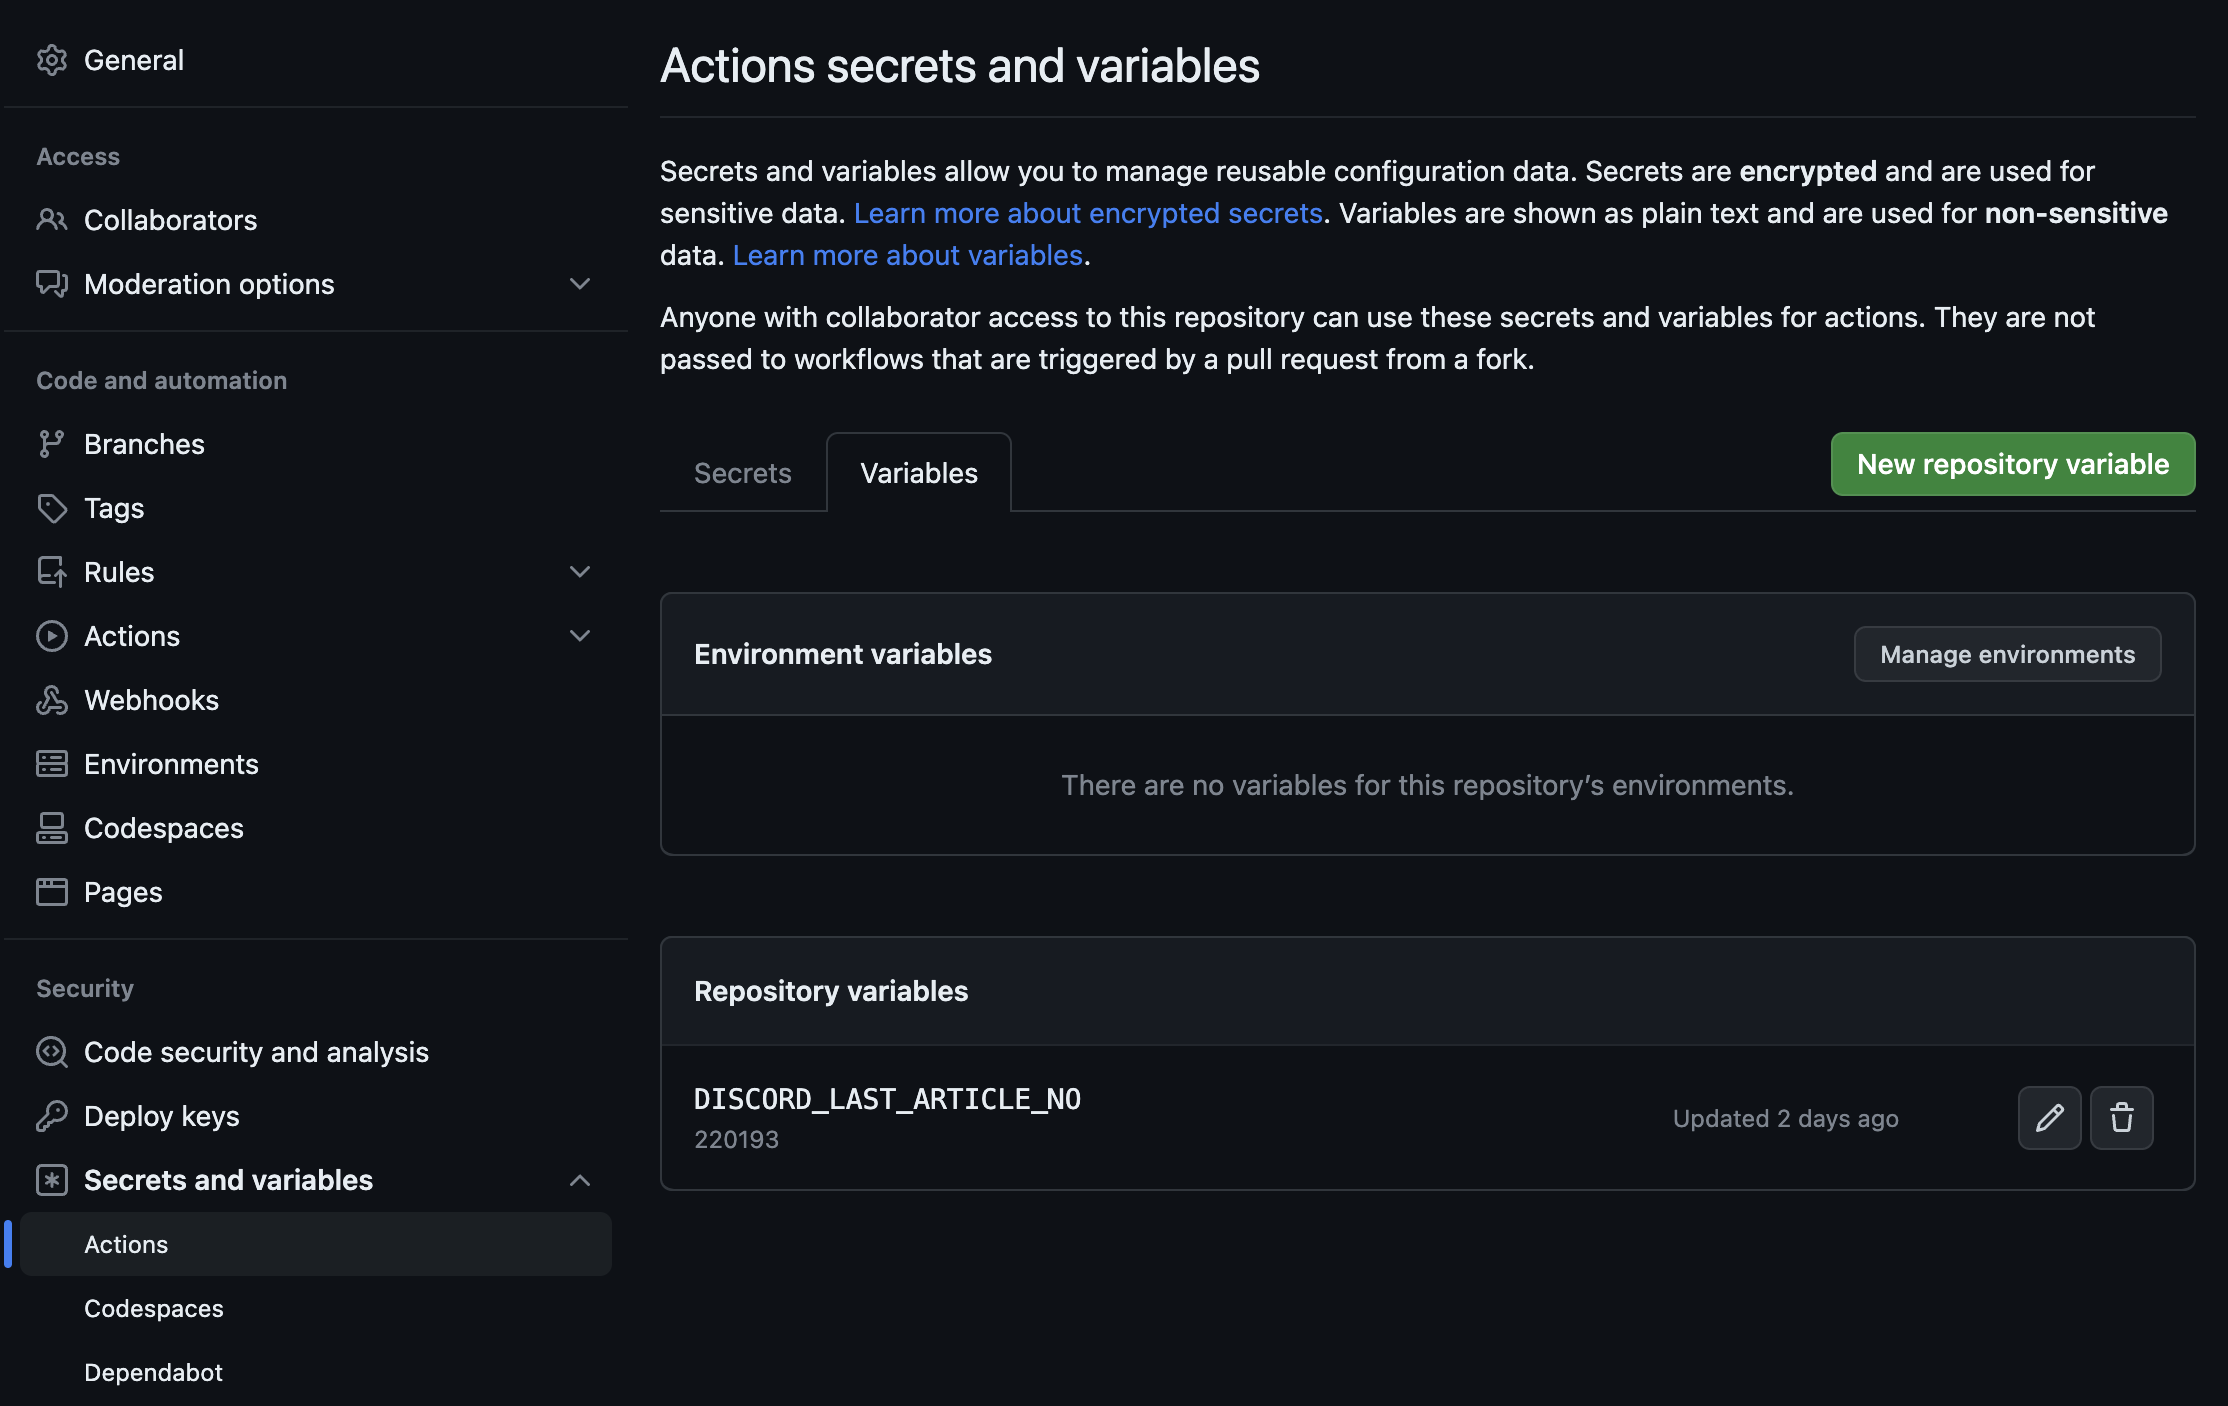 General
Access
Collaborators
Moderation options
Code and automation
Branches
Tags
Rules
Actions
Webhooks
Environments
Codespaces
Pages
Security
Code security and analysis
Deploy keys
Secrets and variables
Actions
Codespaces
Dependabot
Actions secrets and variables
Secrets and variables allow you to manage reusable configuration data. Secrets are encrypted and are used for
sensitive data. Learn more about encrypted secrets. Variables are shown as plain text and are used for non-sensitive
data. Learn more about variables.
Anyone with collaborator access to this repository can use these secrets and variables for actions. They are not
passed to workflows that are triggered by a pull request from a fork.
Secrets
Variables
New repository variable
Environment variables
Manage environments
There are no variables for this repository’s environments.
Repository variables
DISCORD_LAST_ARTICLE_NO
220193
Updated 2 days ago